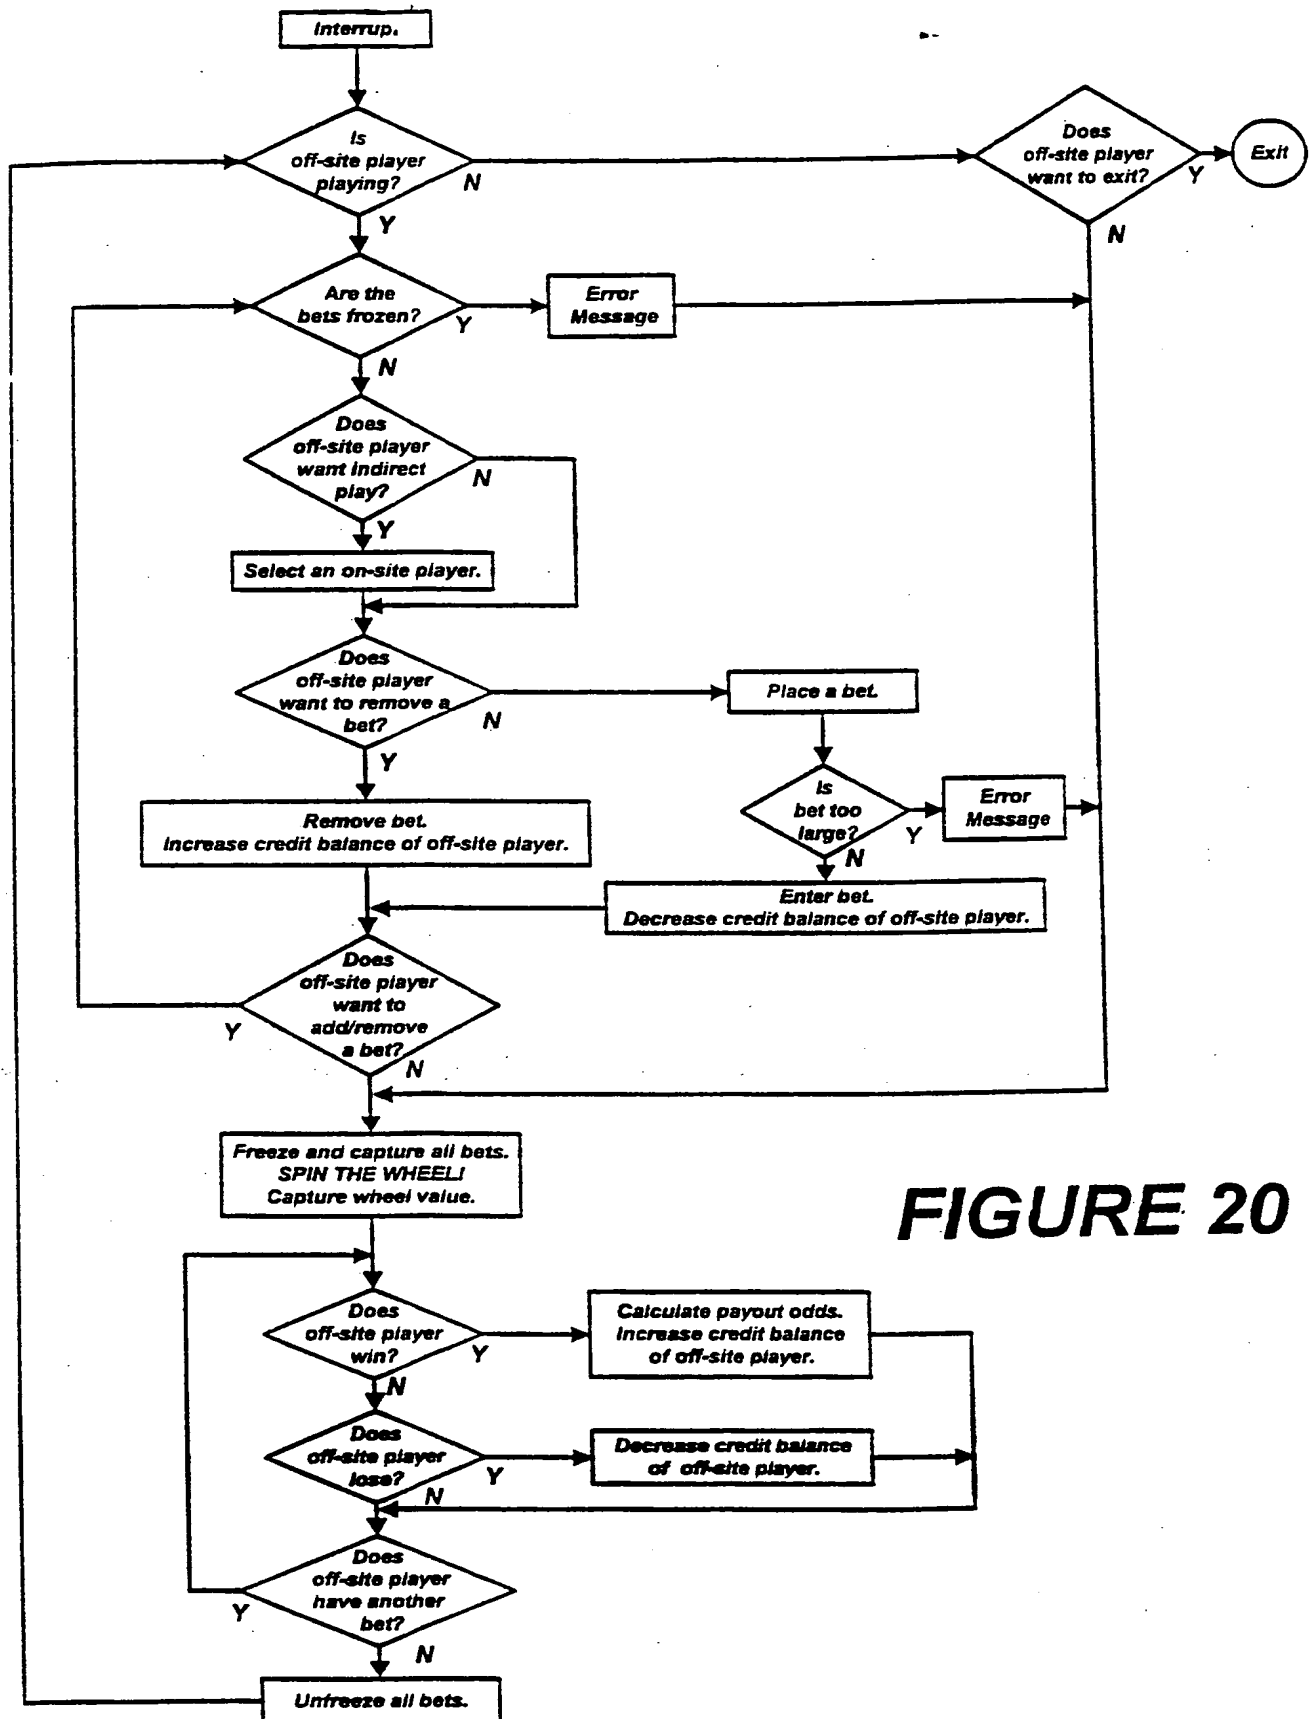 Interrup.
Is
off-site player
playing?
N
Y
Does
off-site player
want to exit?
Y
Exit
N
Are the
bets frozen?
Y
Error
Message
N
Does
off-site player
want indirect
play?
N
Y
Select an on-site player.
Does
off-site player
want to remove a
bet?
N
Y
Place a bet.
Is
bet too
large?
Y
Error
Message
N
Remove bet.
Increase credit balance of off-site player.
Enter bet.
Decrease credit balance of off-site player.
Does
off-site player
want to
add/remove
a bet?
Y
N
Freeze and capture all bets.
SPIN THE WHEEL!
Capture wheel value.
FIGURE 20
Does
off-site player
win?
Y
N
Calculate payout odds.
Increase credit balance
of off-site player.
Does
off-site player
lose?
Y
N
Decrease credit balance
of off-site player.
Does
off-site player
have another
bet?
Y
N
Unfreeze all bets.